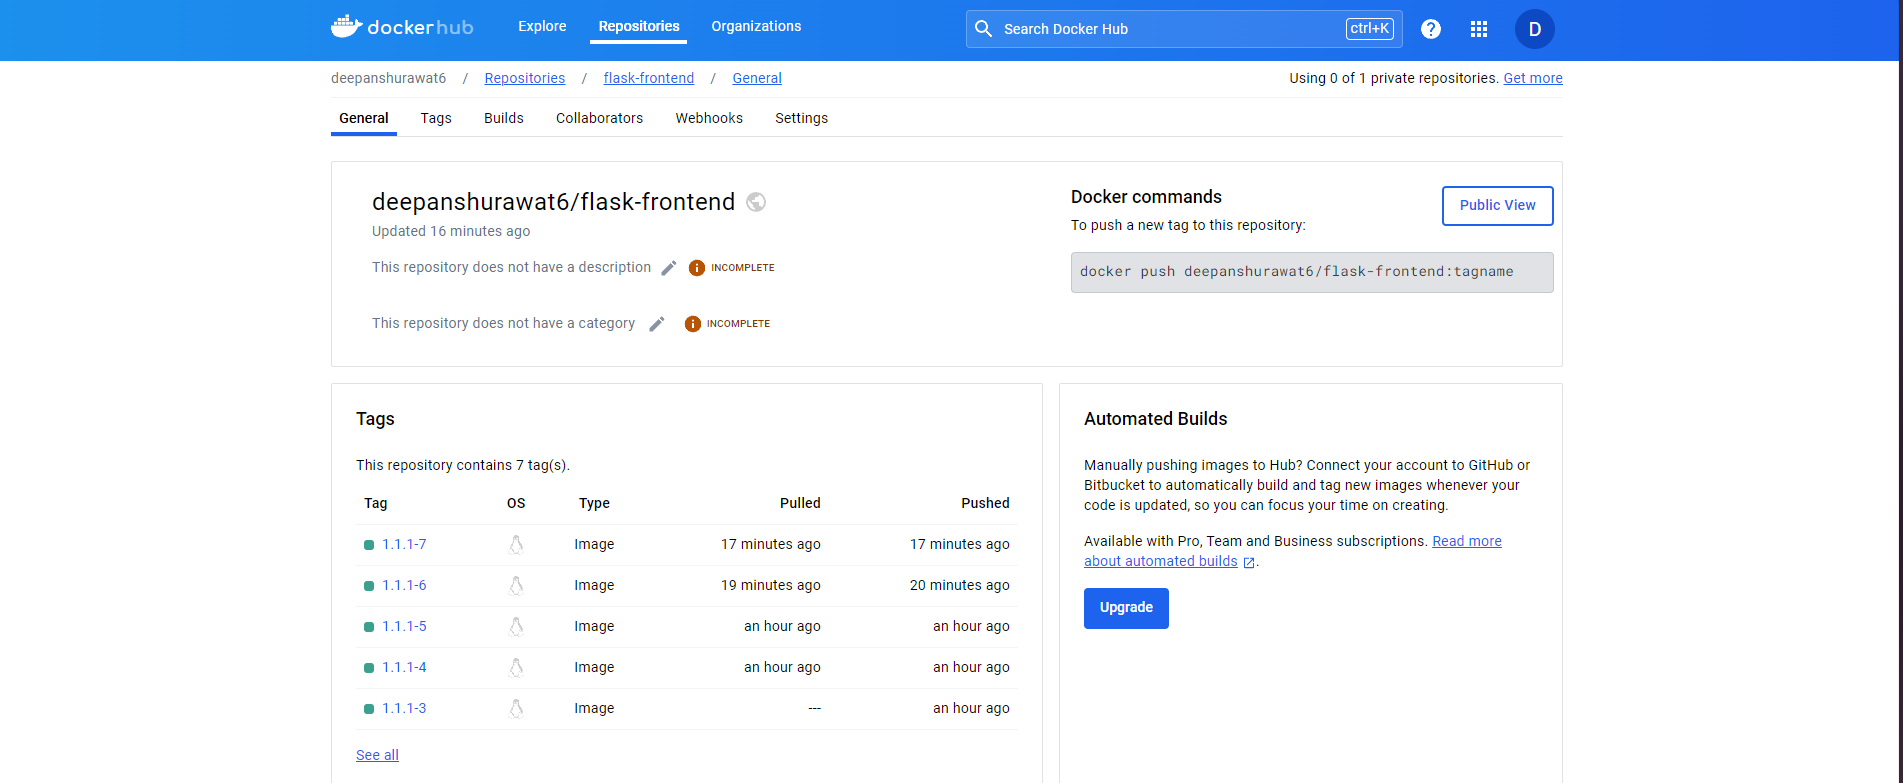 dockerhub Explore Repositories Organizations Search Docker Hub ctrl+K ? D
deepanshurawat6 / Repositories / flask-frontend / General Using 0 of 1 private repositories. Get more
General Tags Builds Collaborators Webhooks Settings
deepanshurawat6/flask-frontend
Updated 16 minutes ago
This repository does not have a description i INCOMPLETE
This repository does not have a category i INCOMPLETE
Docker commands
Public View
To push a new tag to this repository:
docker push deepanshurawat6/flask-frontend:tagname
Tags
This repository contains 7 tag(s).
Tag OS Type Pulled Pushed
1.1.1-7 Image 17 minutes ago 17 minutes ago
1.1.1-6 Image 19 minutes ago 20 minutes ago
1.1.1-5 Image an hour ago an hour ago
1.1.1-4 Image an hour ago an hour ago
1.1.1-3 Image --- an hour ago
See all
Automated Builds
Manually pushing images to Hub? Connect your account to GitHub or
Bitbucket to automatically build and tag new images whenever your
code is updated, so you can focus your time on creating.
Available with Pro, Team and Business subscriptions. Read more
about automated builds .
Upgrade